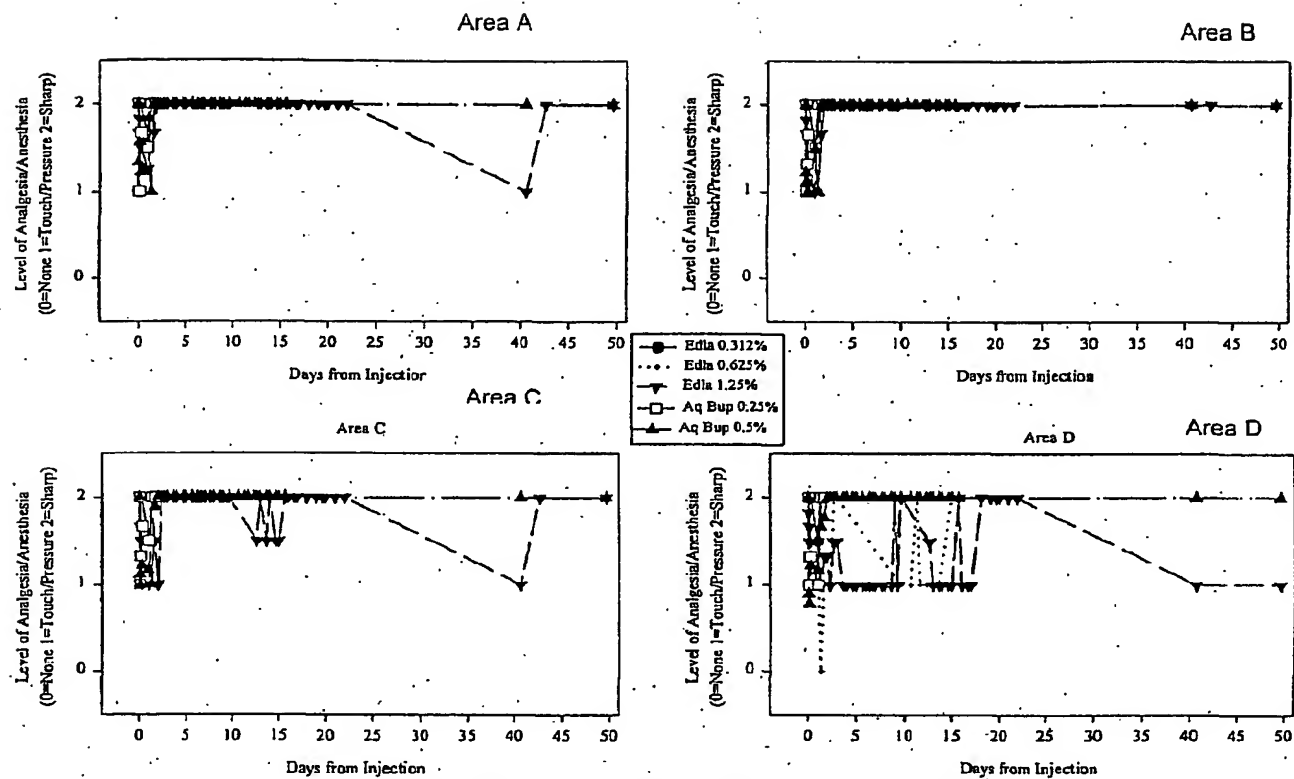 Area A
Level of Analgesia/Anesthesia
(0=None 1=Touch/Pressure 2=Sharp)
2
1
0
0 5 10 15 20 25 30 35 40 45 50
Days from Injection
Area B
Level of Analgesia/Anesthesia
(0=None 1=Touch/Pressure 2=Sharp)
2
1
0
0 5 10 15 20 25 30 35 40 45 50
Days from Injection
Edla 0.312%
Edla 0.625%
Edla 1.25%
Aq Bup 0.25%
Aq Bup 0.5%
Area C
Area C
Level of Analgesia/Anesthesia
(0=None 1=Touch/Pressure 2=Sharp)
2
1
0
0 5 10 15 20 25 30 35 40 45 50
Days from Injection
Area D
Area D
Level of Analgesia/Anesthesia
(0=None 1=Touch/Pressure 2=Sharp)
2
1
0
0 5 10 15 20 25 30 35 40 45 50
Days from Injection